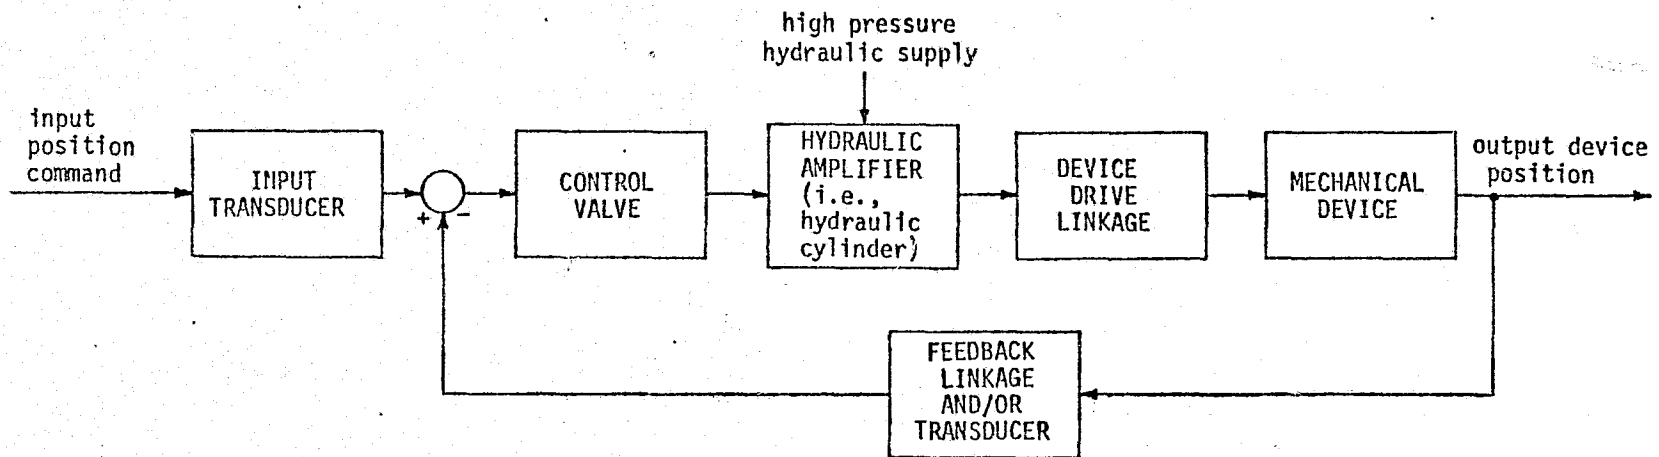 high pressure
hydraulic supply
input
position
command
INPUT
TRANSDUCER
+
-
CONTROL
VALVE
HYDRAULIC
AMPLIFIER
(i.e.,
hydraulic
cylinder)
DEVICE
DRIVE
LINKAGE
MECHANICAL
DEVICE
output device
position
FEEDBACK
LINKAGE
AND/OR
TRANSDUCER